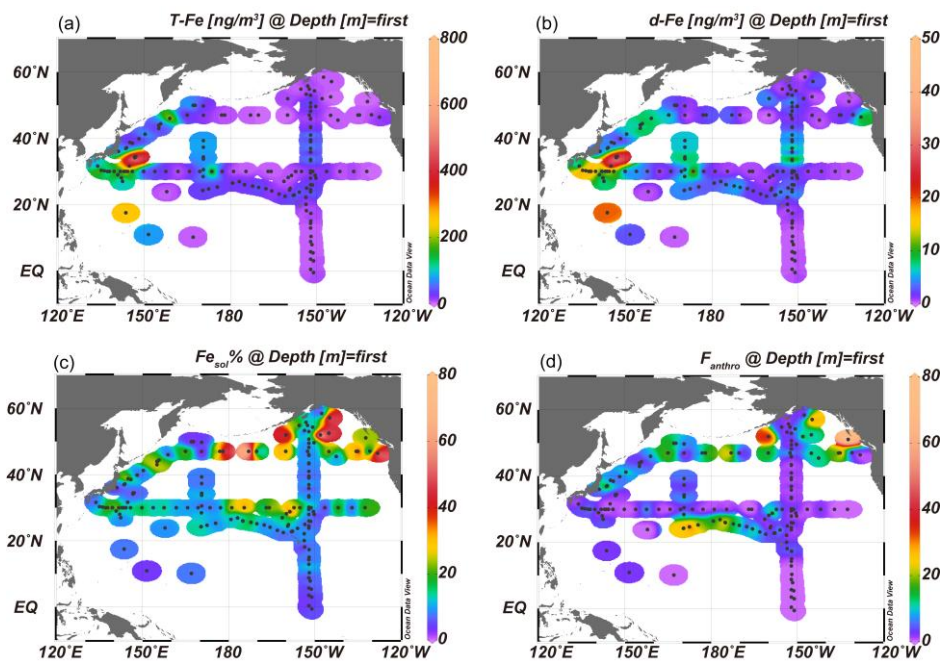 (a) T-Fe [ng/m³] @ Depth [m]=first
800
600
400
200
0
60°N
40°N
20°N
EQ
120°E 150°E 180 150°W 120°W
Ocean Data View
(b) d-Fe [ng/m³] @ Depth [m]=first
50
40
30
20
10
0
60°N
40°N
20°N
EQ
120°E 150°E 180 150°W 120°W
Ocean Data View
(c) Fe_sol% @ Depth [m]=first
80
60
40
20
0
60°N
40°N
20°N
EQ
120°E 150°E 180 150°W 120°W
Ocean Data View
(d) F_anthro @ Depth [m]=first
80
60
40
20
0
60°N
40°N
20°N
EQ
120°E 150°E 180 150°W 120°W
Ocean Data View